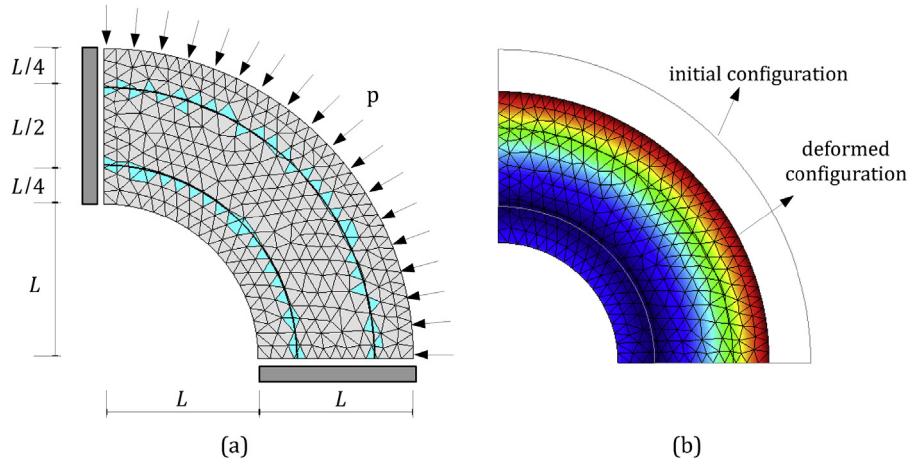 L/4
L/2
L/4
L
p
L
L
(a)
initial configuration
deformed
configuration
(b)